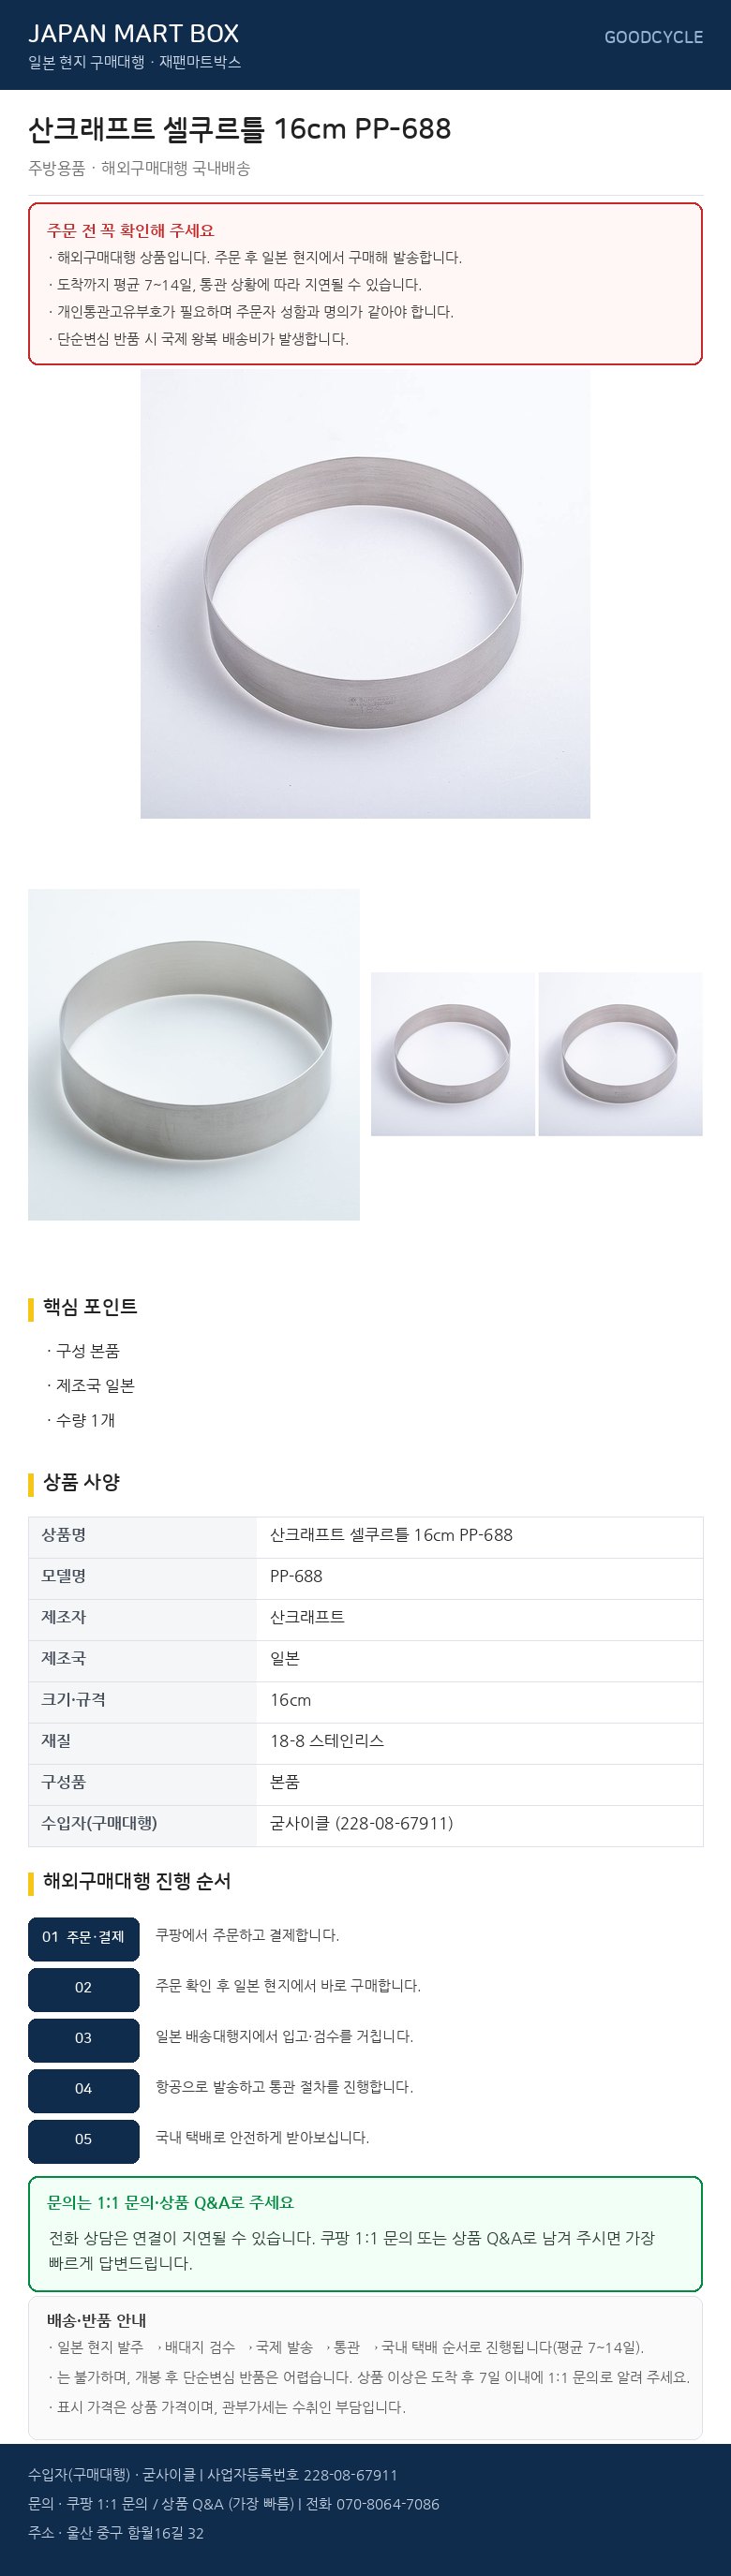 JAPAN MART BOX
GOODCYCLE
일본 현지 구매대행 · 재팬마트박스
산크래프트 셀쿠르틀 16cm PP-688
주방용품 · 해외구매대행 국내배송
주문 전 꼭 확인해 주세요
· 해외구매대행 상품입니다. 주문 후 일본 현지에서 구매해 발송합니다.
· 도착까지 평균 7~14일, 통관 상황에 따라 지연될 수 있습니다.
· 개인통관고유부호가 필요하며 주문자 성함과 명의가 같아야 합니다.
· 단순변심 반품 시 국제 왕복 배송비가 발생합니다.
핵심 포인트
· 구성 본품
· 제조국 일본
· 수량 1개
상품 사양
상품명 산크래프트 셀쿠르틀 16cm PP-688
모델명 PP-688
제조자 산크래프트
제조국 일본
크기·규격 16cm
재질 18-8 스테인리스
구성품 본품
수입자(구매대행) 굳사이클 (228-08-67911)
해외구매대행 진행 순서
01 주문·결제 쿠팡에서 주문하고 결제합니다.
02 주문 확인 후 일본 현지에서 바로 구매합니다.
03 일본 배송대행지에서 입고·검수를 거칩니다.
04 항공으로 발송하고 통관 절차를 진행합니다.
05 국내 택배로 안전하게 받아보십니다.
문의는 1:1 문의·상품 Q&A로 주세요
전화 상담은 연결이 지연될 수 있습니다. 쿠팡 1:1 문의 또는 상품 Q&A로 남겨 주시면 가장
빠르게 답변드립니다.
배송·반품 안내
· 일본 현지 발주 › 배대지 검수 › 국제 발송 › 통관 › 국내 택배 순서로 진행됩니다(평균 7~14일).
· 는 불가하며, 개봉 후 단순변심 반품은 어렵습니다. 상품 이상은 도착 후 7일 이내에 1:1 문의로 알려 주세요.
· 표시 가격은 상품 가격이며, 관부가세는 수취인 부담입니다.
수입자(구매대행) · 굳사이클 | 사업자등록번호 228-08-67911
문의 · 쿠팡 1:1 문의 / 상품 Q&A (가장 빠름) | 전화 070-8064-7086
주소 · 울산 중구 함월16길 32